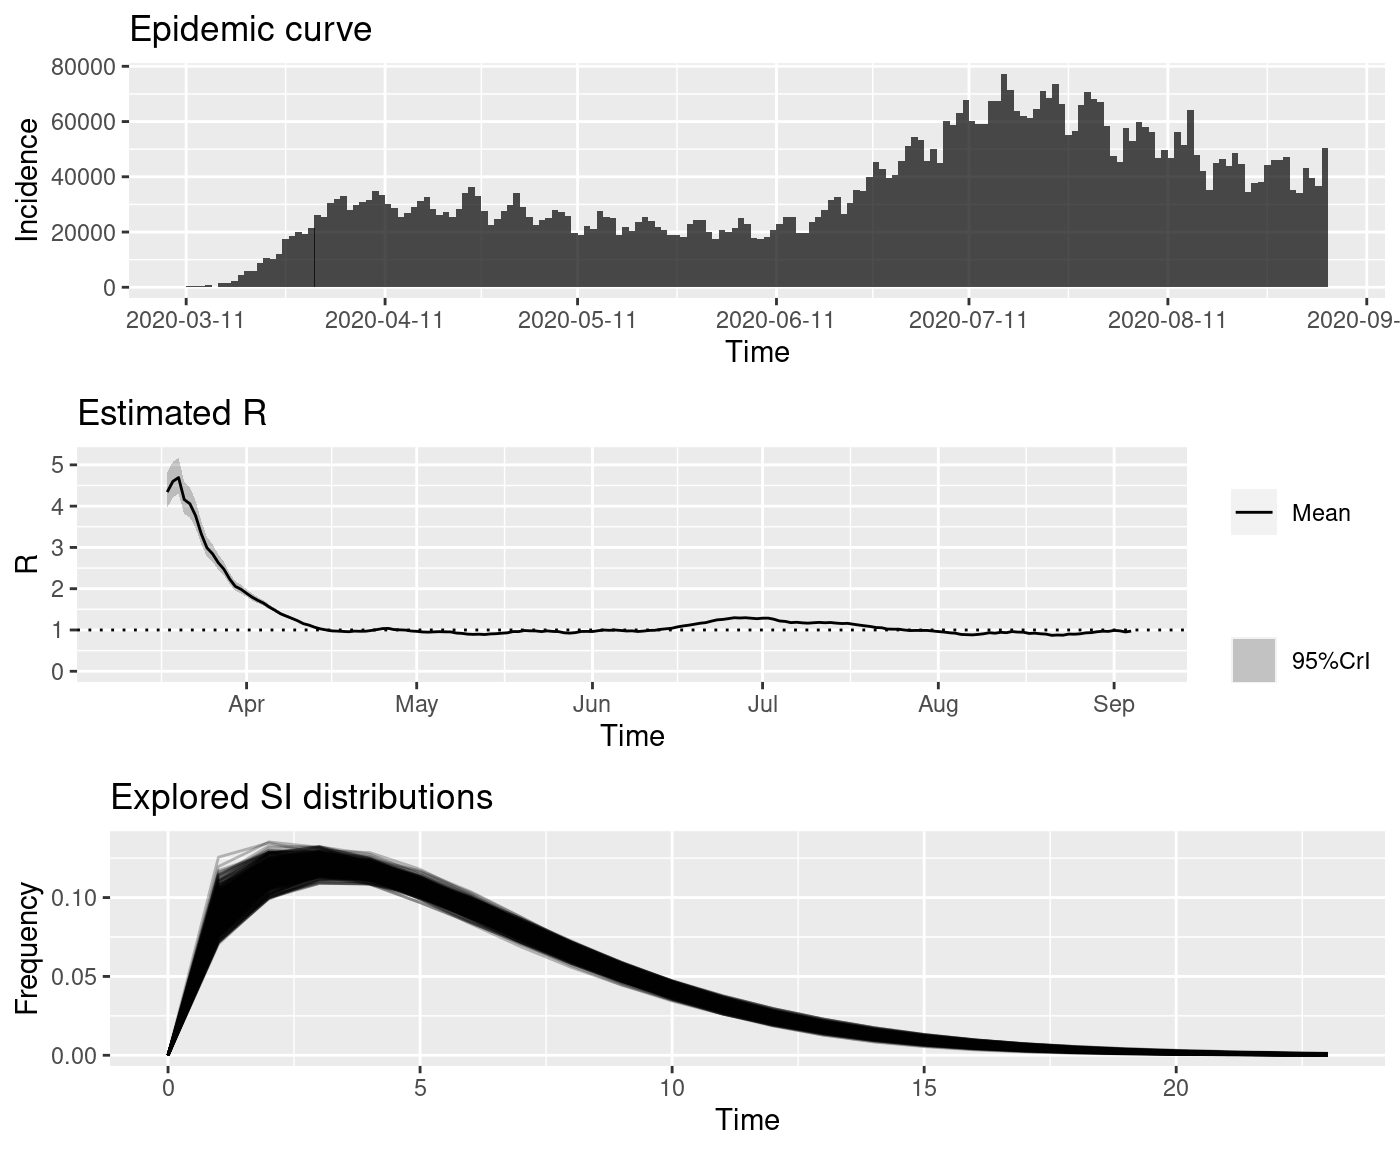 Epidemic curve
80000
60000
40000
20000
0
Incidence
2020-03-11 2020-04-11 2020-05-11 2020-06-11 2020-07-11 2020-08-11 2020-09-
Time
Estimated R
5
4
3
2
1
0
R
Apr May Jun Jul Aug Sep
Time
Mean
95%CrI
Explored SI distributions
0.10
0.05
0.00
Frequency
0 5 10 15 20
Time